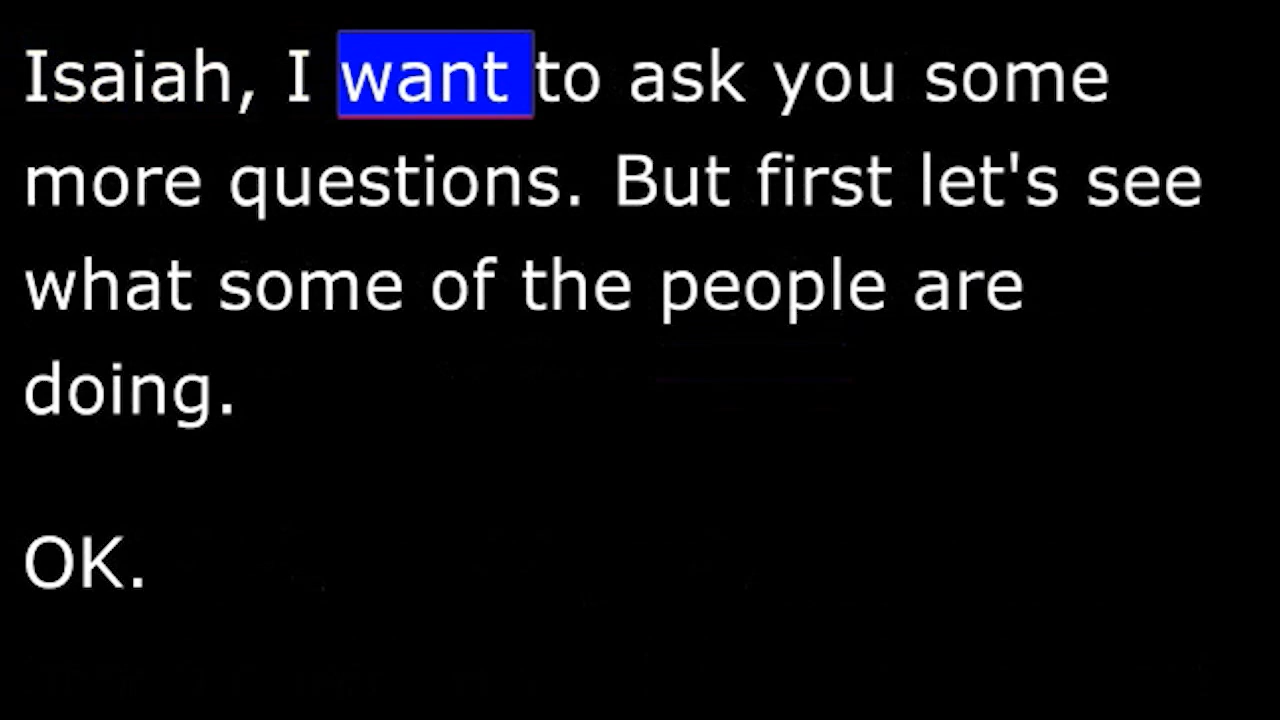 Isaiah, I want to ask you some
more questions. But first let's see
what some of the people are
doing.
OK.